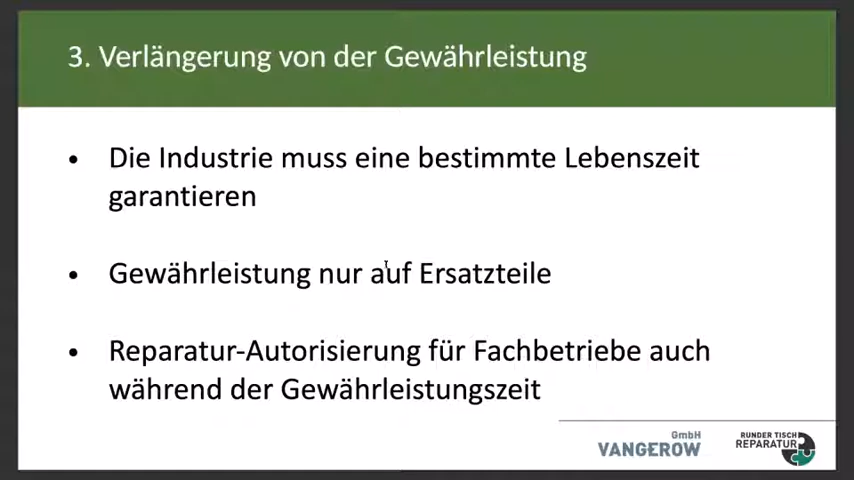 3. Verlängerung von der Gewährleistung
• Die Industrie muss eine bestimmte Lebenszeit
garantieren
• Gewährleistung nur auf Ersatzteile
• Reparatur-Autorisierung für Fachbetriebe auch
während der Gewährleistungszeit
GmbH
VANGEROW
RUNDER TISCH
REPARATUR